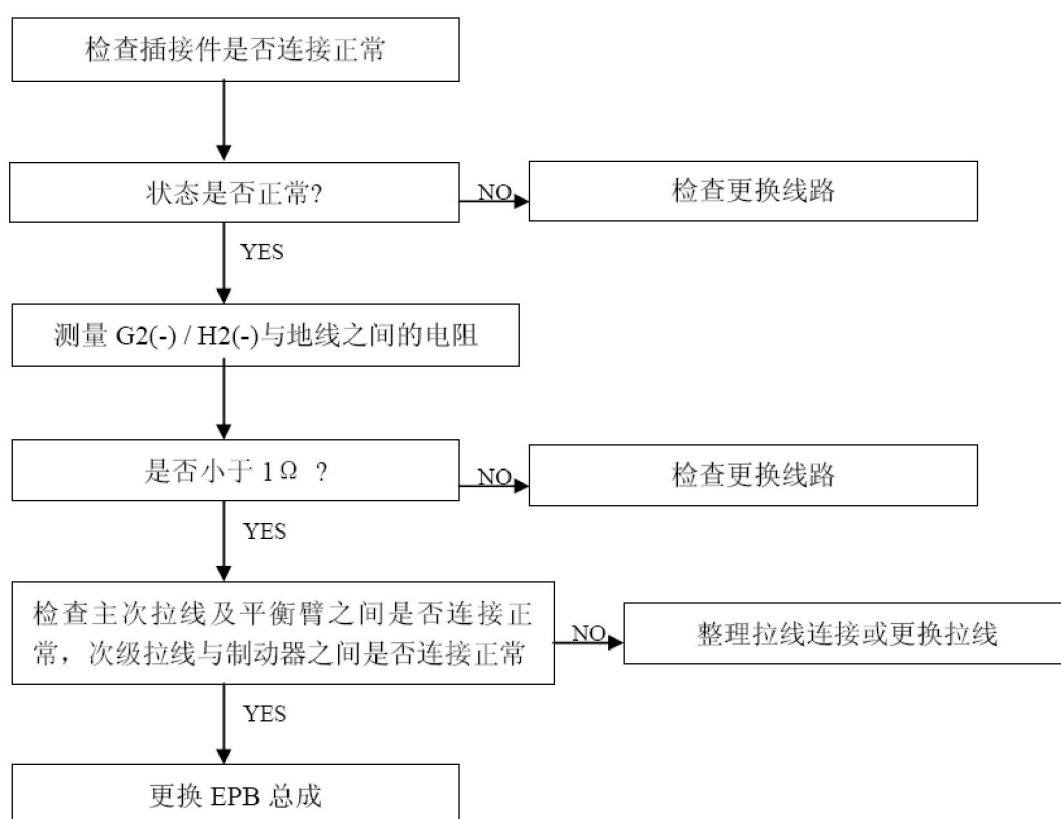 检查插接件是否连接正常
状态是否正常?
NO
检查更换线路
YES
测量 G2(-) / H2(-)与地线之间的电阻
是否小于 1Ω ?
NO
检查更换线路
YES
检查主次拉线及平衡臂之间是否连接正
常，次级拉线与制动器之间是否连接正常
NO
整理拉线连接或更换拉线
YES
更换 EPB 总成